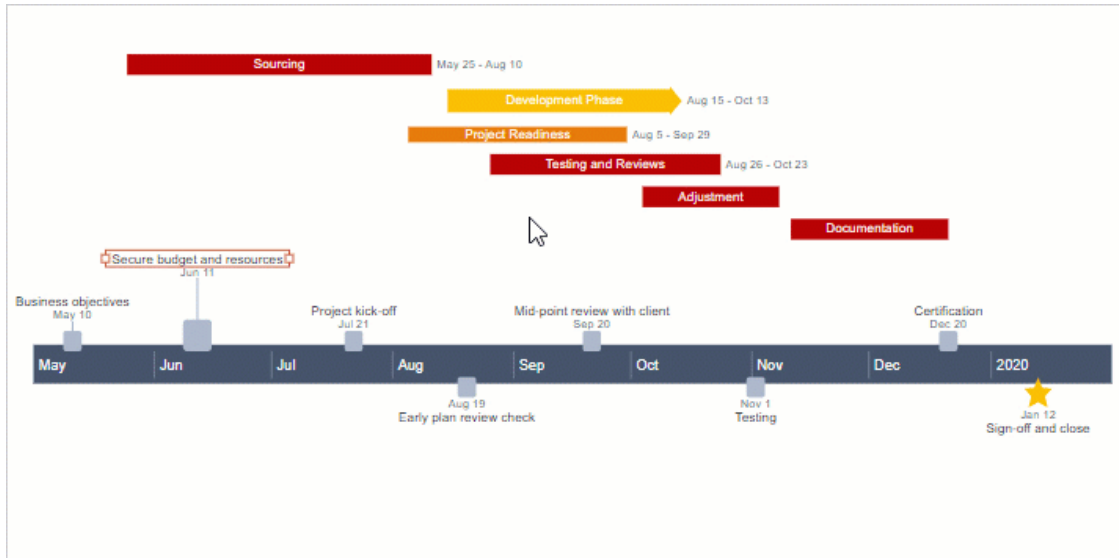 Sourcing
May 25 - Aug 10
Development Phase
Aug 15 - Oct 13
Project Readiness
Aug 5 - Sep 29
Testing and Reviews
Aug 26 - Oct 23
Adjustment
Documentation
Secure budget and resources
Jun 11
Business objectives
May 10
Project kick-off
Jul 21
Mid-point review with client
Sep 20
Certification
Dec 20
May Jun Jul Aug Sep Oct Nov Dec 2020
Aug 19
Early plan review check
Nov 1
Testing
Jan 12
Sign-off and close